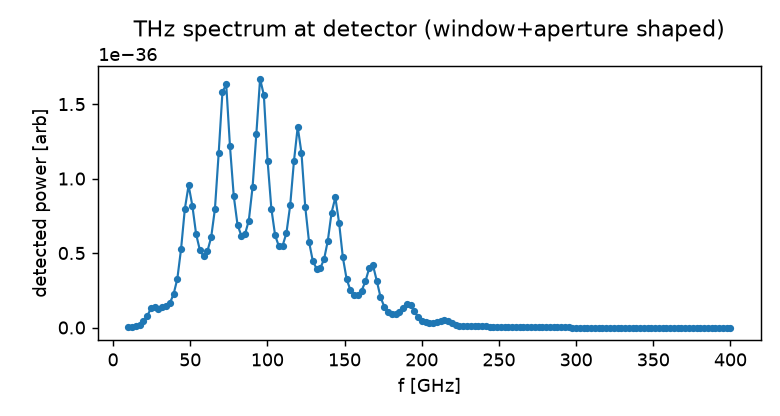 THz spectrum at detector (window+aperture shaped)
1e−36
1.5
1.0
0.5
0.0
detected power [arb]
0 50 100 150 200 250 300 350 400
f [GHz]